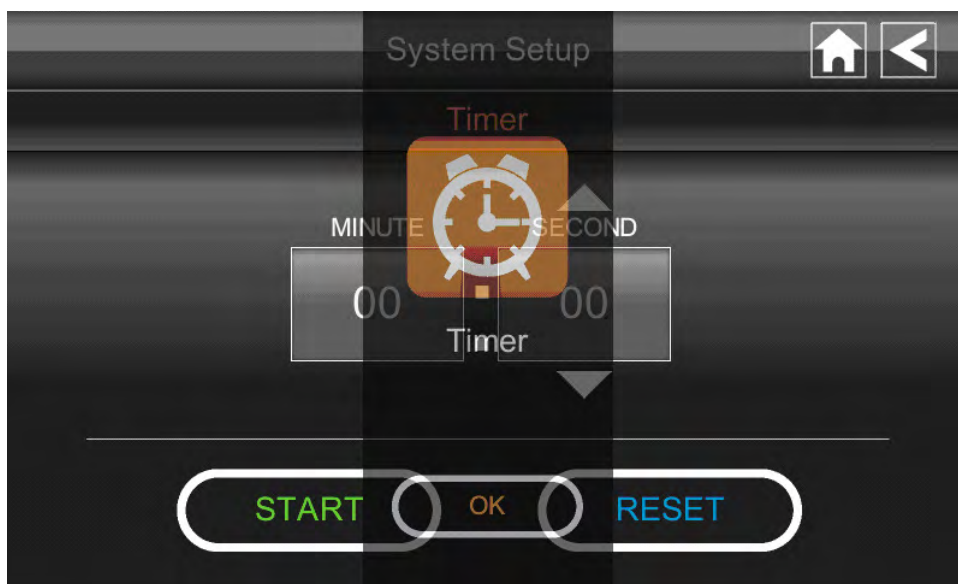 System Setup
Timer
MINUTE SECOND
00 00
Timer
START OK RESET